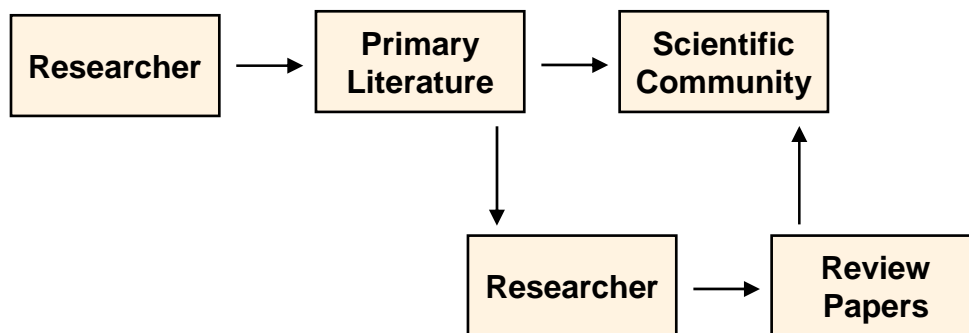 Researcher
Primary
Literature
Scientific
Community
Researcher
Review
Papers